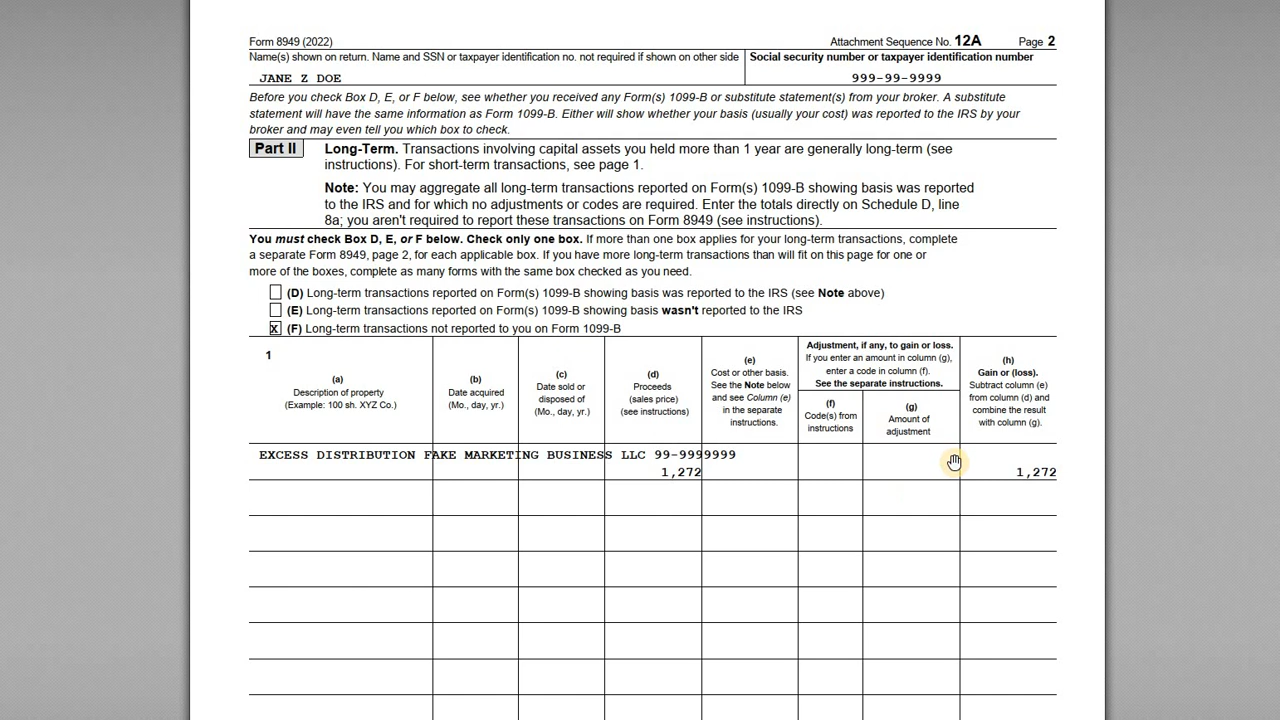 Form 8949 (2022) Attachment Sequence No. 12A Page 2
Name(s) shown on return. Name and SSN or taxpayer identification no. not required if shown on other side Social security number or taxpayer identification number
JANE Z DOE 999-99-9999
Before you check Box D, E, or F below, see whether you received any Form(s) 1099-B or substitute statement(s) from your broker. A substitute
statement will have the same information as Form 1099-B. Either will show whether your basis (usually your cost) was reported to the IRS by your
broker and may even tell you which box to check.
Part II Long-Term. Transactions involving capital assets you held more than 1 year are generally long-term (see
instructions). For short-term transactions, see page 1.
Note: You may aggregate all long-term transactions reported on Form(s) 1099-B showing basis was reported
to the IRS and for which no adjustments or codes are required. Enter the totals directly on Schedule D, line
8a; you aren't required to report these transactions on Form 8949 (see instructions).
You must check Box D, E, or F below. Check only one box. If more than one box applies for your long-term transactions, complete
a separate Form 8949, page 2, for each applicable box. If you have more long-term transactions than will fit on this page for one or
more of the boxes, complete as many forms with the same box checked as you need.
(D) Long-term transactions reported on Form(s) 1099-B showing basis was reported to the IRS (see Note above)
(E) Long-term transactions reported on Form(s) 1099-B showing basis wasn't reported to the IRS
X (F) Long-term transactions not reported to you on Form 1099-B
1
(a)
Description of property
(Example: 100 sh. XYZ Co.)
(b)
Date acquired
(Mo., day, yr.)
(c)
Date sold or
disposed of
(Mo., day, yr.)
(d)
Proceeds
(sales price)
(see instructions)
(e)
Cost or other basis.
See the Note below
and see Column (e)
in the separate
instructions.
Adjustment, if any, to gain or loss.
If you enter an amount in column (g),
enter a code in column (f).
See the separate instructions.
(f)
Code(s) from
instructions
(g)
Amount of
adjustment
(h)
Gain or (loss).
Subtract column (e)
from column (d) and
combine the result
with column (g).
EXCESS DISTRIBUTION FAKE MARKETING BUSINESS LLC 99-9999999
1,272 1,272